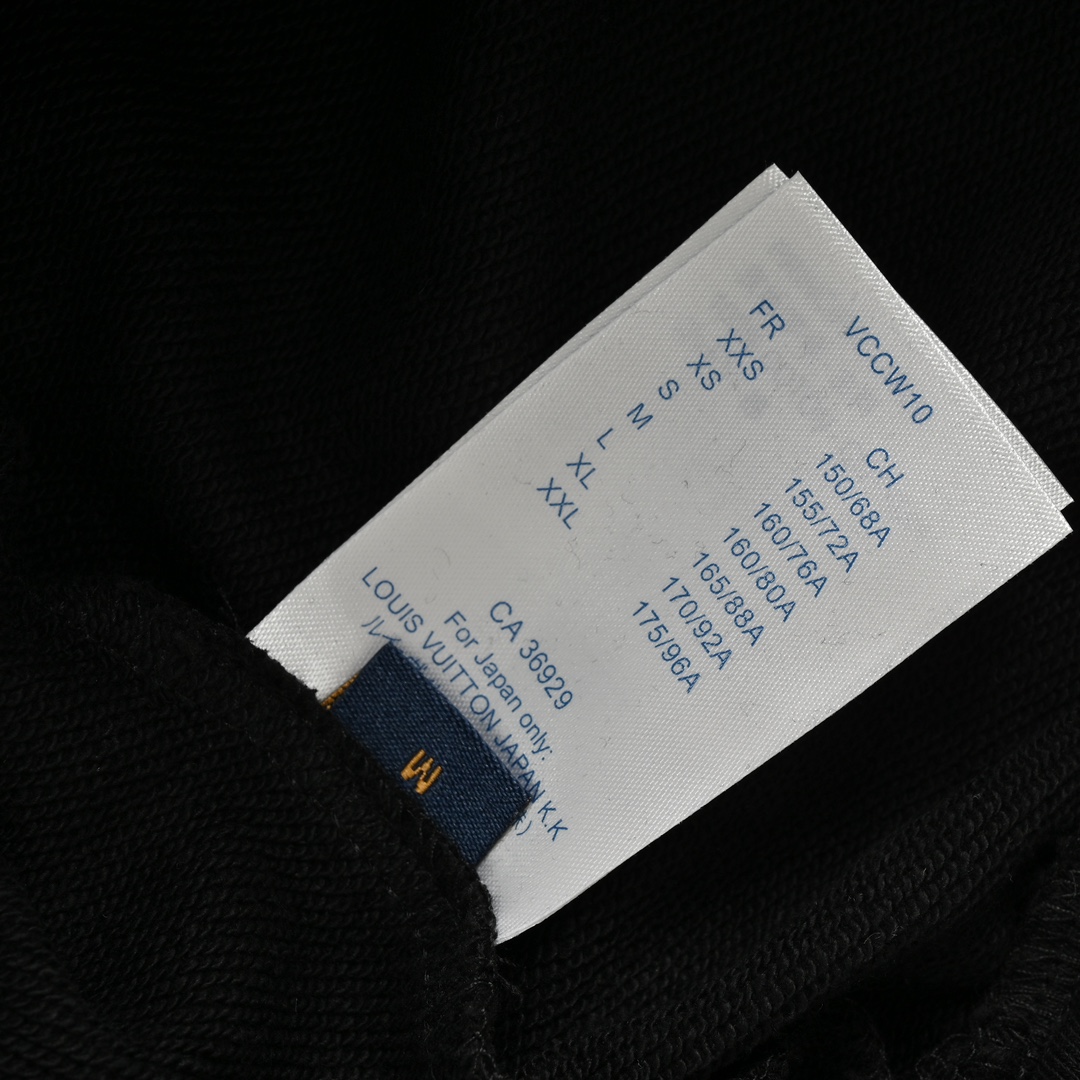 VCCW10
FR CH
XXS 150/68A
XS 155/72A
S 160/76A
M 160/80A
L 165/88A
XL 170/92A
XXL 175/96A
CA 36929
For Japan only:
LOUIS VUITTON JAPAN K.K
M